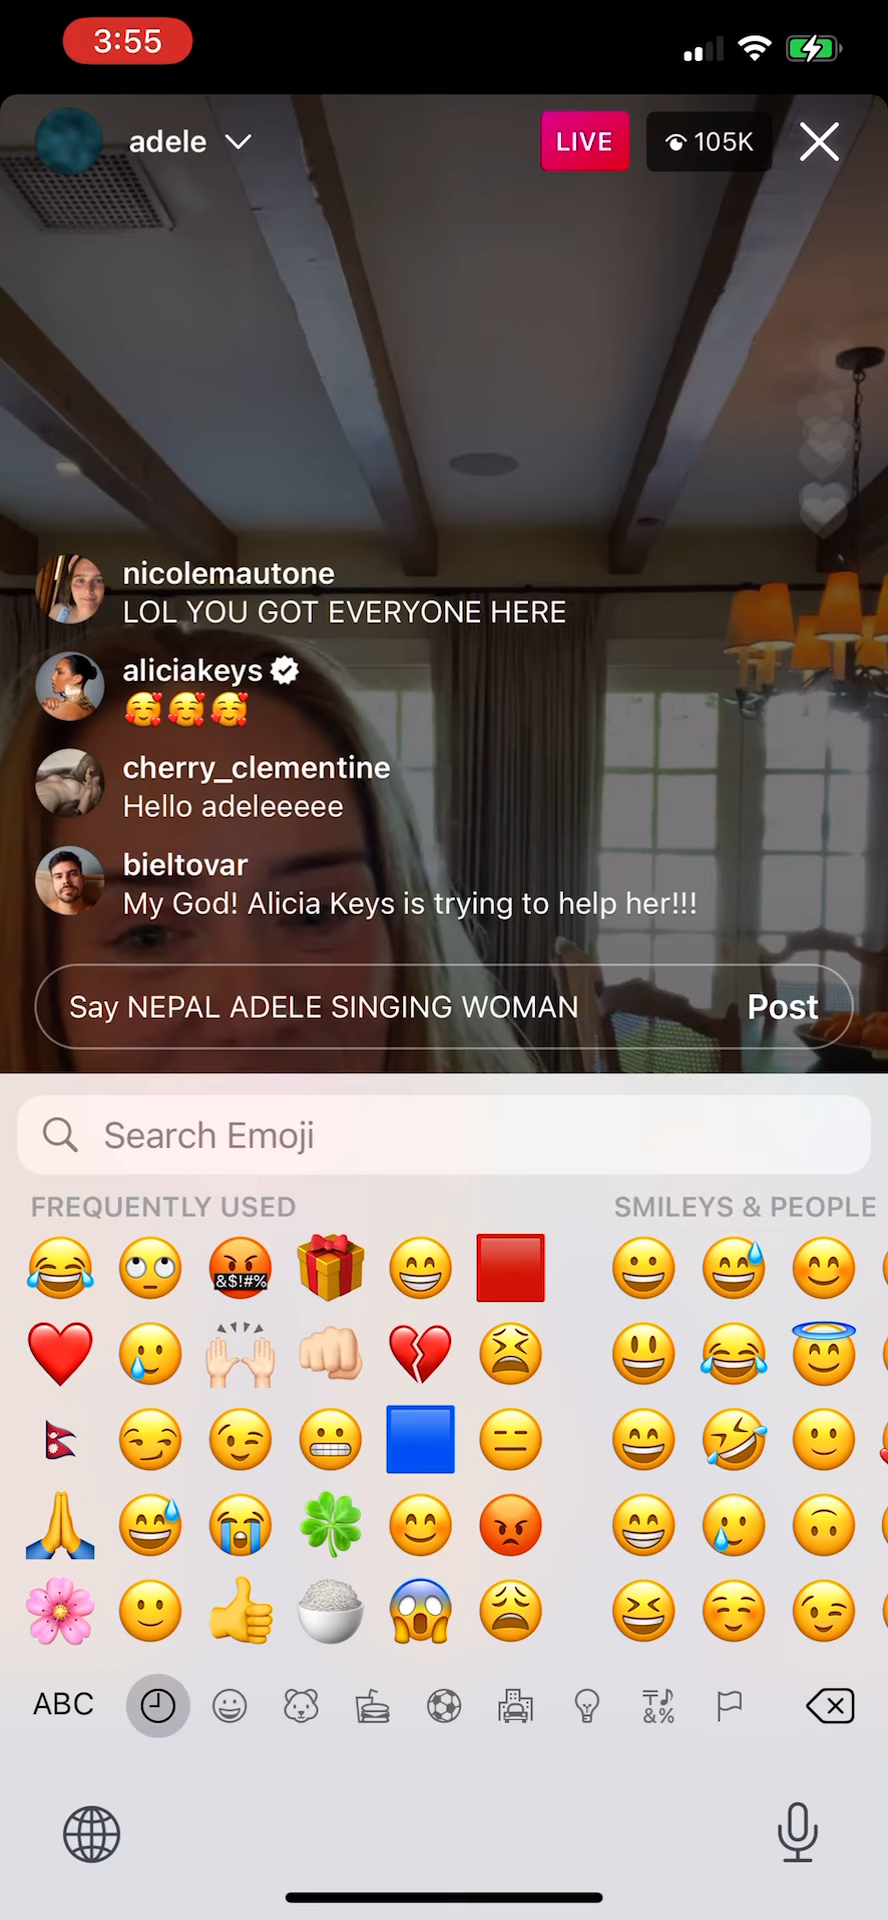 3:55
adele
LIVE
105K
nicolemautone
LOL YOU GOT EVERYONE HERE
aliciakeys
🥰🥰🥰
cherry_clementine
Hello adeleeeee
bieltovar
My God! Alicia Keys is trying to help her!!!
Say NEPAL ADELE SINGING WOMAN
Post
Search Emoji
FREQUENTLY USED
SMILEYS & PEOPLE
&$!#%
ABC
&%